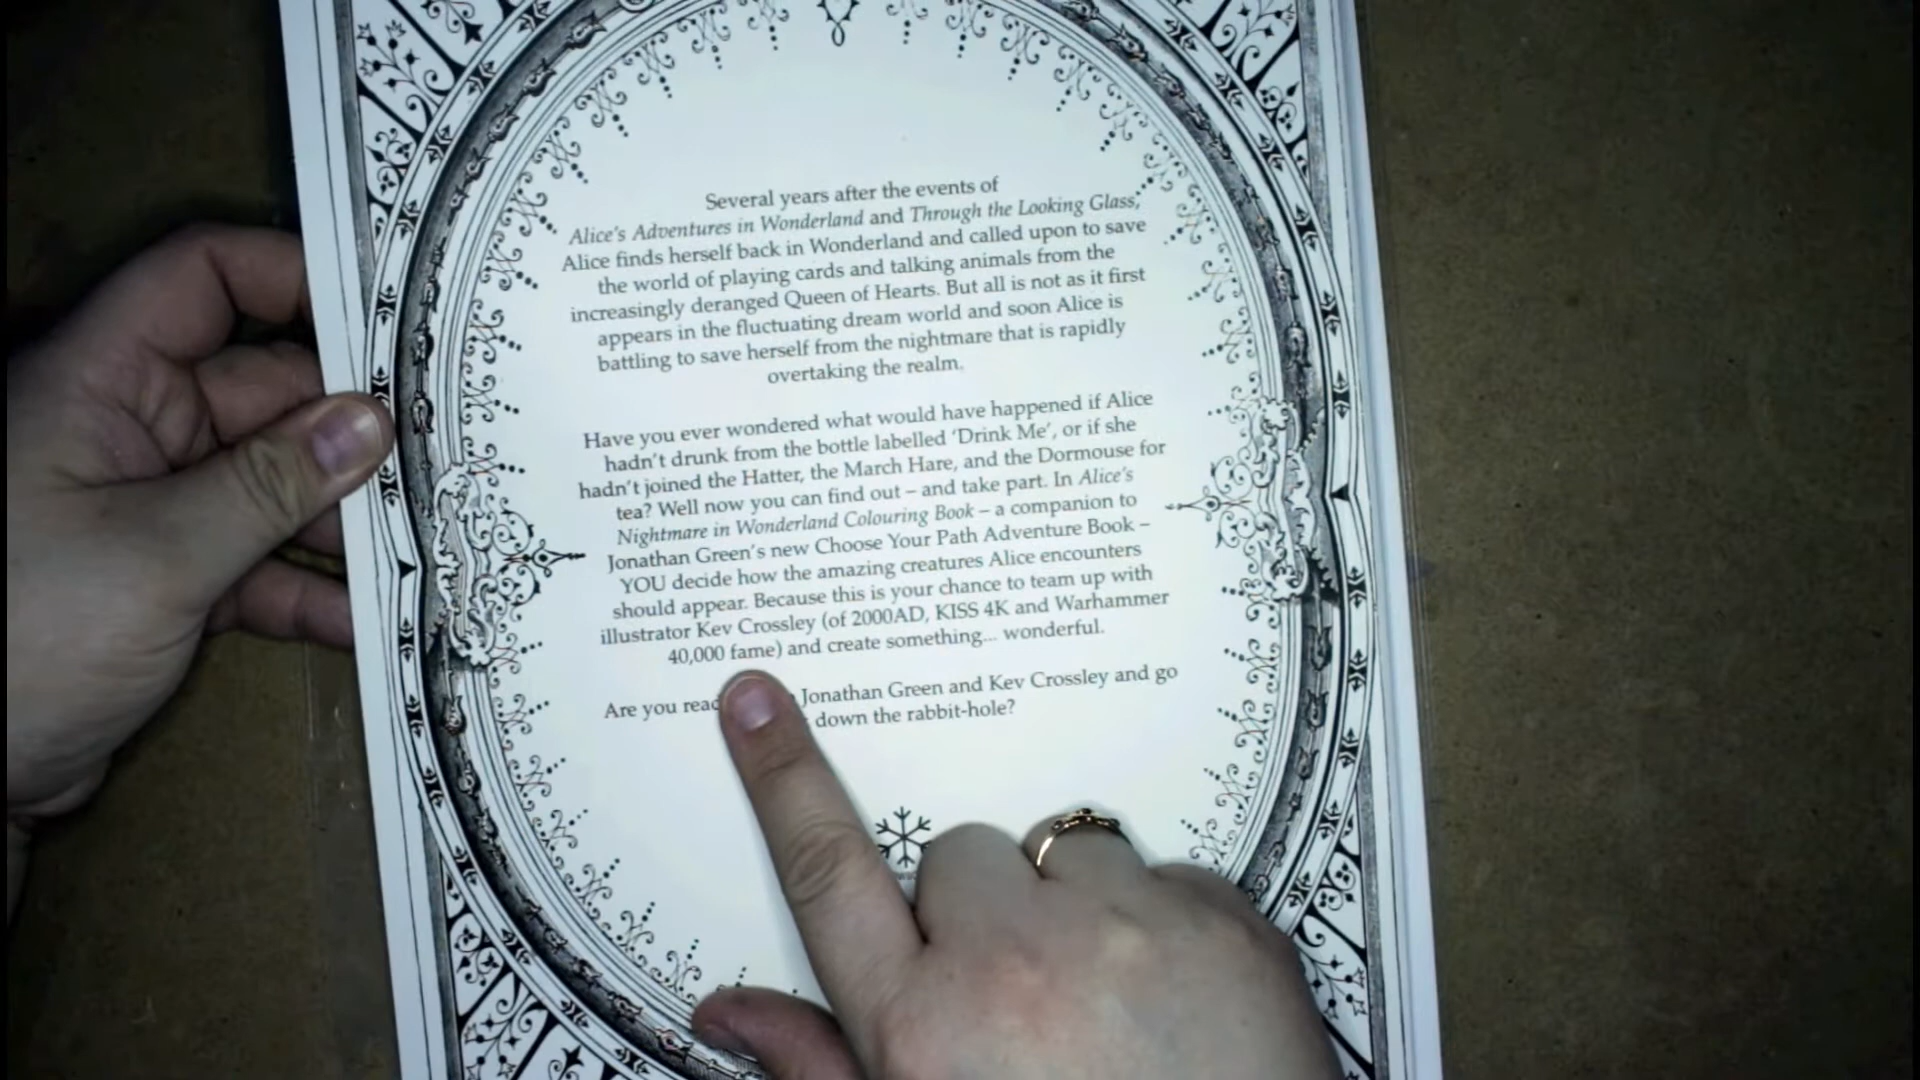 Several years after the events of
Alice's Adventures in Wonderland and Through the Looking Glass,
Alice finds herself back in Wonderland and called upon to save
the world of playing cards and talking animals from the
increasingly deranged Queen of Hearts. But all is not as it first
appears in the fluctuating dream world and soon Alice is
battling to save herself from the nightmare that is rapidly
overtaking the realm.
Have you ever wondered what would have happened if Alice
hadn't drunk from the bottle labelled 'Drink Me', or if she
hadn't joined the Hatter, the March Hare, and the Dormouse for
tea? Well now you can find out – and take part. In Alice's
Nightmare in Wonderland Colouring Book – a companion to
Jonathan Green's new Choose Your Path Adventure Book –
YOU decide how the amazing creatures Alice encounters
should appear. Because this is your chance to team up with
illustrator Kev Crossley (of 2000AD, KISS 4K and Warhammer
40,000 fame) and create something... wonderful.
Are you Jonathan Green and Kev Crossley and go
down the rabbit-hole?